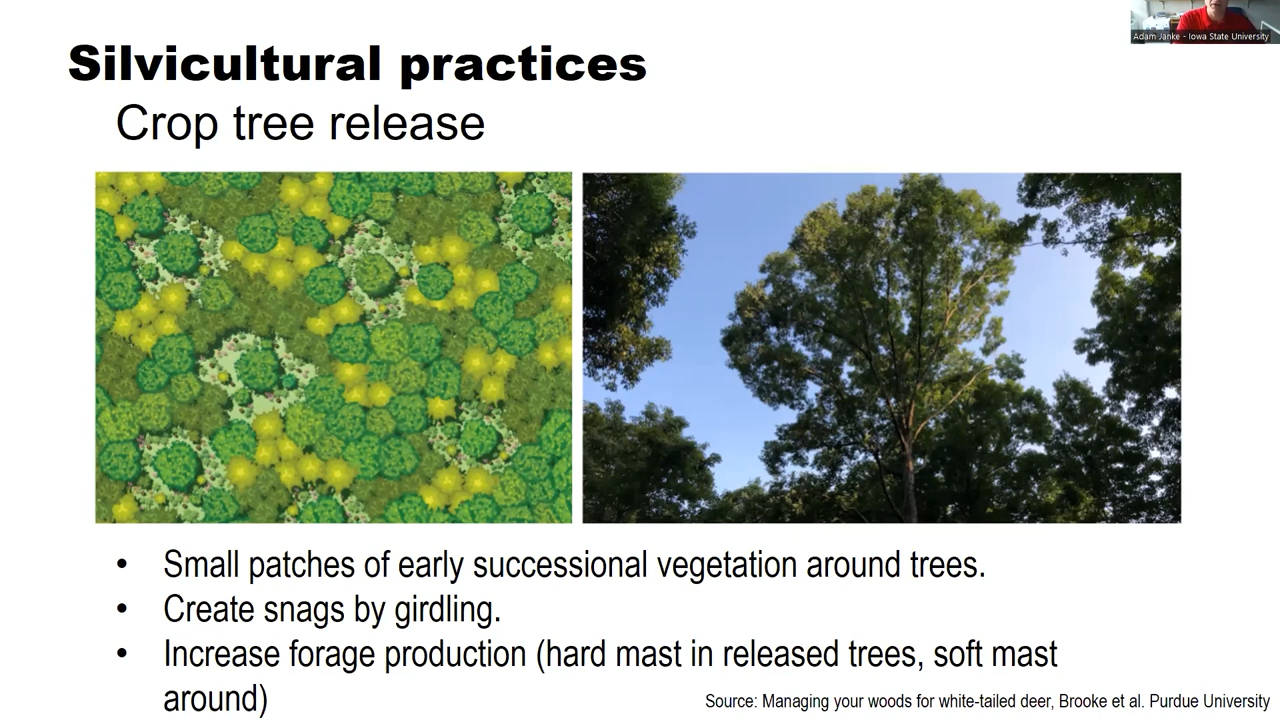 Adam Janke - Iowa State University
Silvicultural practices
Crop tree release
• Small patches of early successional vegetation around trees.
• Create snags by girdling.
• Increase forage production (hard mast in released trees, soft mast
around)
Source: Managing your woods for white-tailed deer, Brooke et al. Purdue University